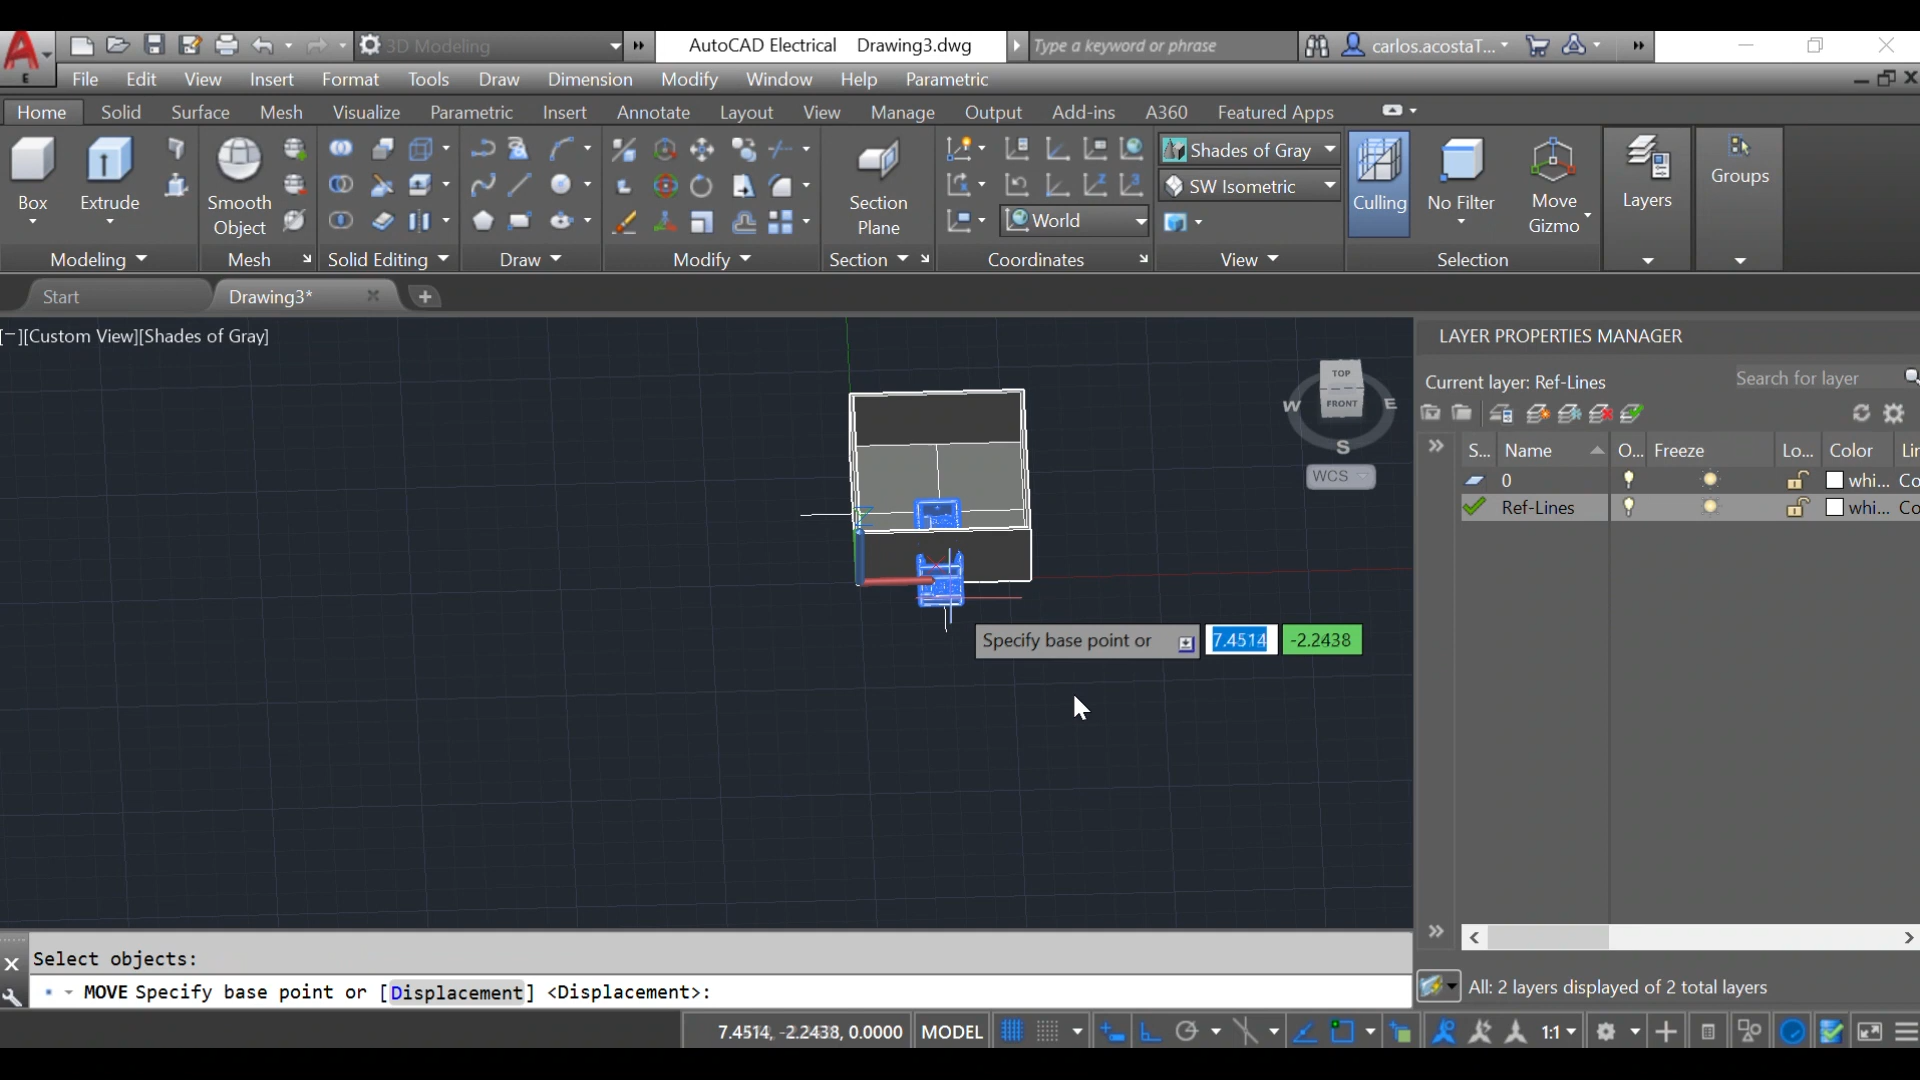 E
3D Modeling
AutoCAD Electrical Drawing3.dwg
Type a keyword or phrase
carlos.acostaT...
File Edit View Insert Format Tools Draw Dimension Modify Window Help Parametric
Home Solid Surface Mesh Visualize Parametric Insert Annotate Layout View Manage Output Add-ins A360 Featured Apps
Shades of Gray
SW Isometric
World
Box Extrude Smooth Object Section Plane Culling No Filter Move Gizmo Layers Groups
Modeling Mesh Solid Editing Draw Modify Section Coordinates View Selection
Start Drawing3*
[−][Custom View][Shades of Gray]
TOP
FRONT
W E
S
WCS
Specify base point or 7.4514 -2.2438
LAYER PROPERTIES MANAGER
Current layer: Ref-Lines Search for layer
S... Name O... Freeze Lo... Color Lin
0 whi... Co
Ref-Lines whi... Co
All: 2 layers displayed of 2 total layers
Select objects:
MOVE Specify base point or [Displacement] <Displacement>:
7.4514, -2.2438, 0.0000 MODEL 1:1